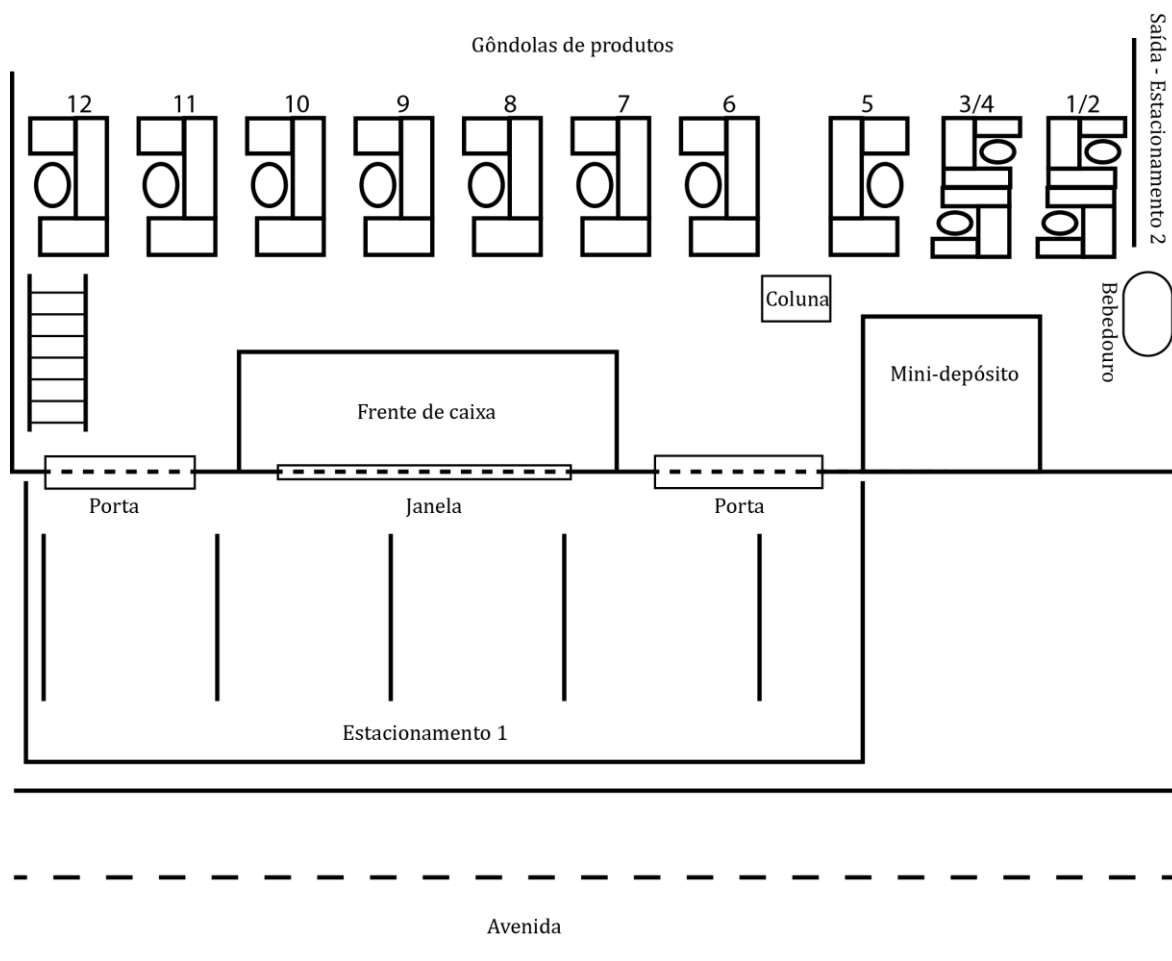 Gôndolas de produtos
Saída - Estacionamento 2
12
11
10
9
8
7
6
5
3/4
1/2
Coluna
Bebedouro
Mini-depósito
Frente de caixa
Porta
Janela
Porta
Estacionamento 1
Avenida